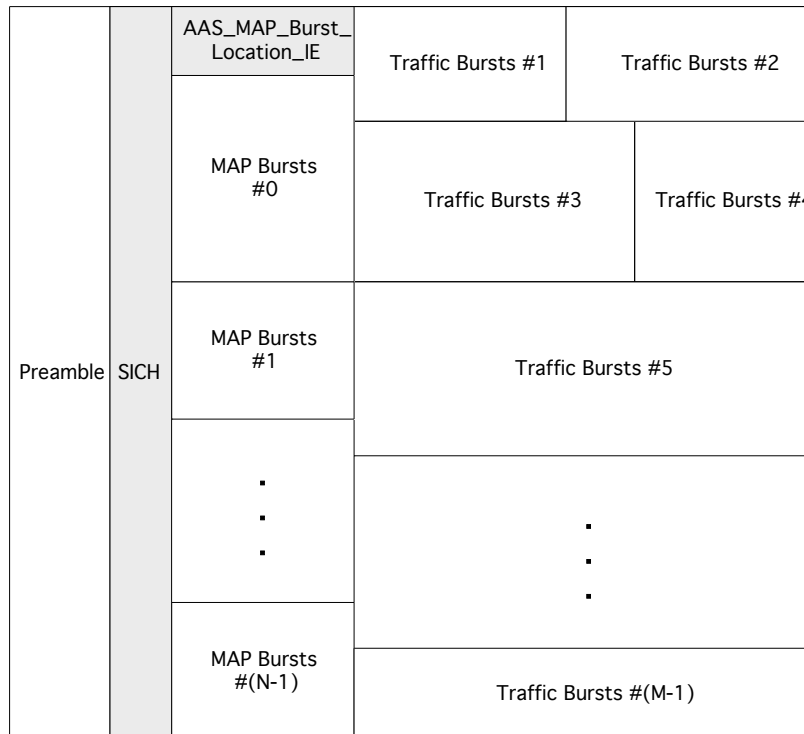 AAS_MAP_Burst_
Location_IE
Traffic Bursts #1
Traffic Bursts #2
MAP Bursts
#0
Traffic Bursts #3
Traffic Bursts #4
Preamble
SICH
MAP Bursts
#1
Traffic Bursts #5
MAP Bursts
#(N-1)
Traffic Bursts #(M-1)